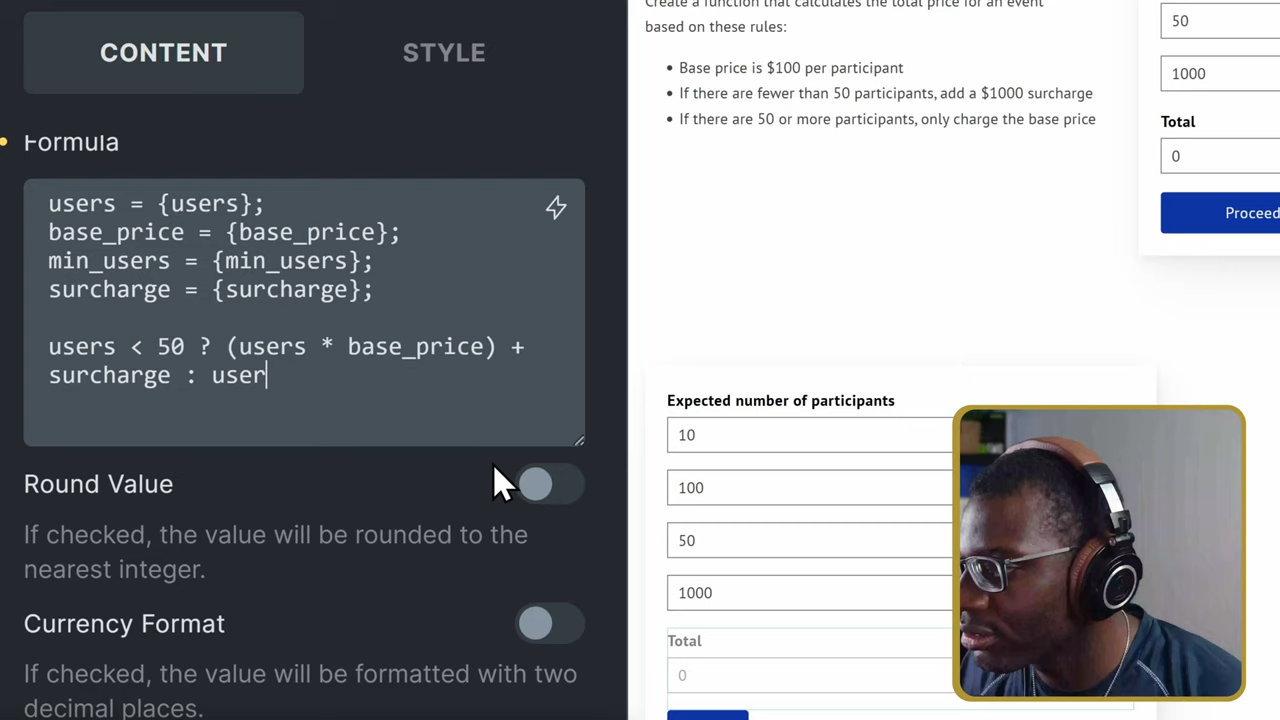 CONTENT
STYLE
Formula
users = {users};
base_price = {base_price};
min_users = {min_users};
surcharge = {surcharge};
users < 50 ? (users * base_price) +
surcharge : user
Round Value
If checked, the value will be rounded to the
nearest integer.
Currency Format
If checked, the value will be formatted with two
decimal places.
Create a function that calculates the total price for an event
based on these rules:
• Base price is $100 per participant
• If there are fewer than 50 participants, add a $1000 surcharge
• If there are 50 or more participants, only charge the base price
50
1000
Total
0
Proceed
Expected number of participants
10
100
50
1000
Total
0